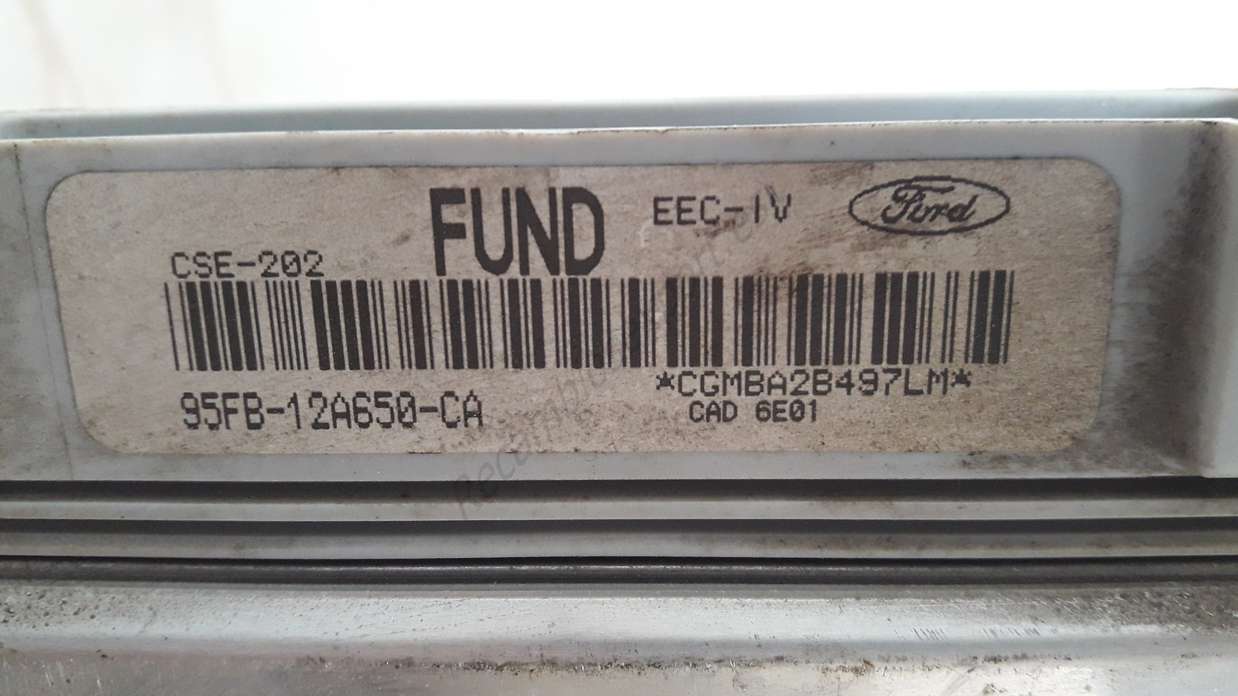 FUND EEC-IV Ford
CSE-202
*CGMBA2B497LM*
95FB-12A650-CA
CAD 6E01